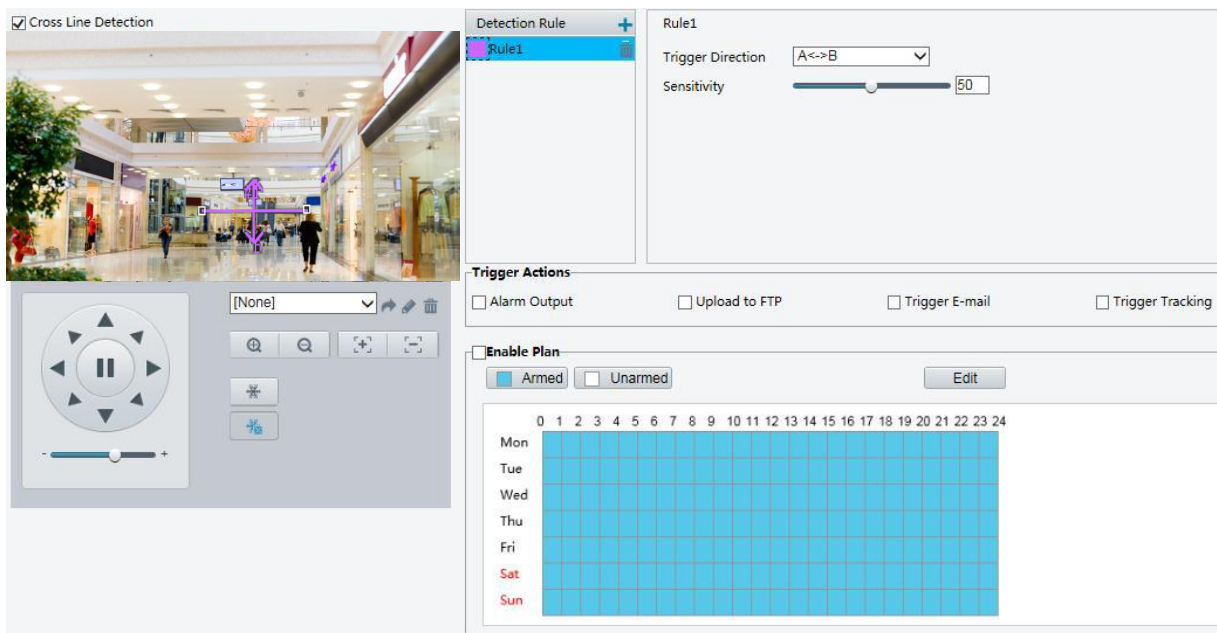 Cross Line Detection
Detection Rule
Rule1
Rule1
Trigger Direction A<->B
Sensitivity 50
Trigger Actions
Alarm Output Upload to FTP Trigger E-mail Trigger Tracking
[None]
Enable Plan
Armed Unarmed Edit
0 1 2 3 4 5 6 7 8 9 10 11 12 13 14 15 16 17 18 19 20 21 22 23 24
Mon
Tue
Wed
Thu
Fri
Sat
Sun
- +